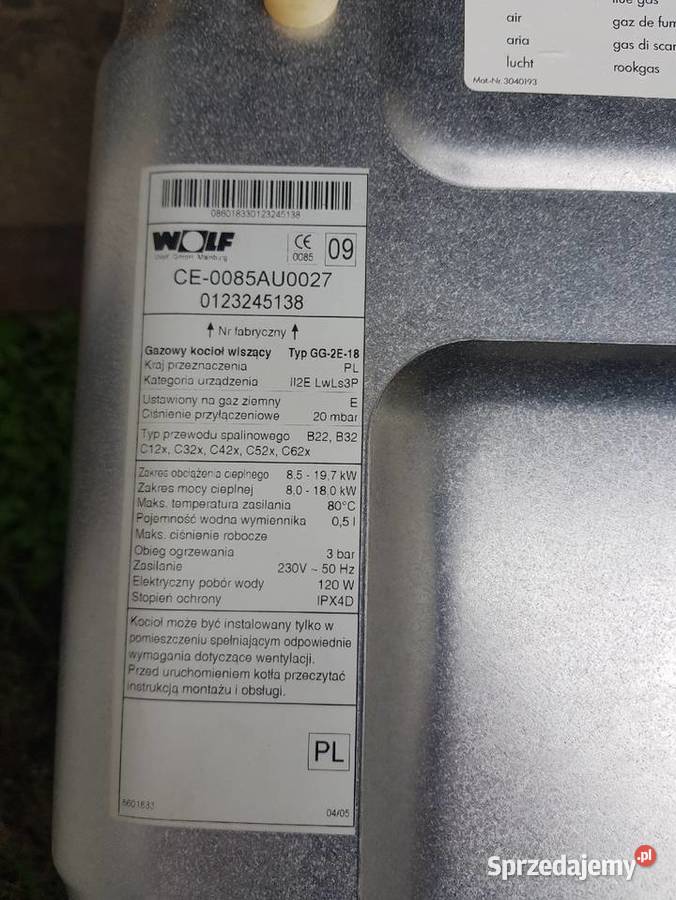 flue gas
air
gaz de fum
aria
gas di scar
lucht
rookgas
Mat.-Nr. 3040193
086018330123245138
WOLF
CE
0085
09
Wolf GmbH Mainburg
CE-0085AU0027
0123245138
Nr fabryczny
Gazowy kocioł wiszący Typ GG-2E-18
Kraj przeznaczenia PL
Kategoria urządzenia II2E LwLs3P
Ustawiony na gaz ziemny E
Ciśnienie przyłączeniowe 20 mbar
Typ przewodu spalinowego B22, B32
C12x, C32x, C42x, C52x, C62x
Zakres obciążenia cieplnego 8,5 - 19,7 kW
Zakres mocy cieplnej 8,0 - 18,0 kW
Maks. temperatura zasilania 80°C
Pojemność wodna wymiennika 0,5 l
Maks. ciśnienie robocze
Obieg ogrzewania 3 bar
Zasilanie 230V ~ 50 Hz
Elektryczny pobór wody 120 W
Stopień ochrony IPX4D
Kocioł może być instalowany tylko w
pomieszczeniu spełniającym odpowiednie
wymagania dotyczące wentylacji.
Przed uruchomieniem kotła przeczytać
instrukcją montażu i obsługi.
PL
8601833
04/05
Sprzedajemy.pl